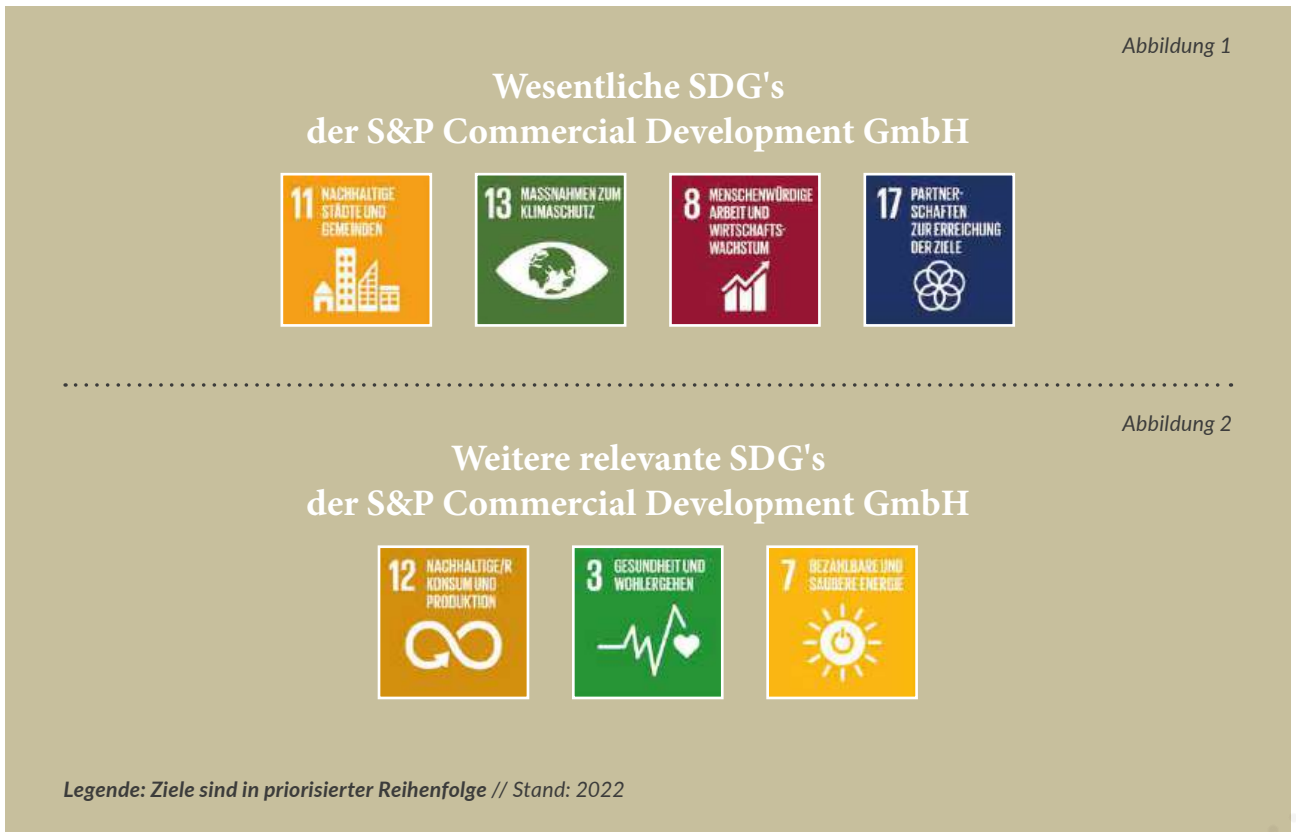 Abbildung 1
Wesentliche SDG's
der S&P Commercial Development GmbH
11 NACHHALTIGE
STÄDTE UND
GEMEINDEN
13 MASSNAHMEN ZUM
KLIMASCHUTZ
8 MENSCHENWÜRDIGE
ARBEIT UND
WIRTSCHAFTS-
WACHSTUM
17 PARTNER-
SCHAFTEN
ZUR ERREICHUNG
DER ZIELE
Abbildung 2
Weitere relevante SDG's
der S&P Commercial Development GmbH
12 NACHHALTIGE/R
KONSUM UND
PRODUKTION
3 GESUNDHEIT UND
WOHLERGEHEN
7 BEZAHLBARE UND
SAUBERE ENERGIE
Legende: Ziele sind in priorisierter Reihenfolge // Stand: 2022